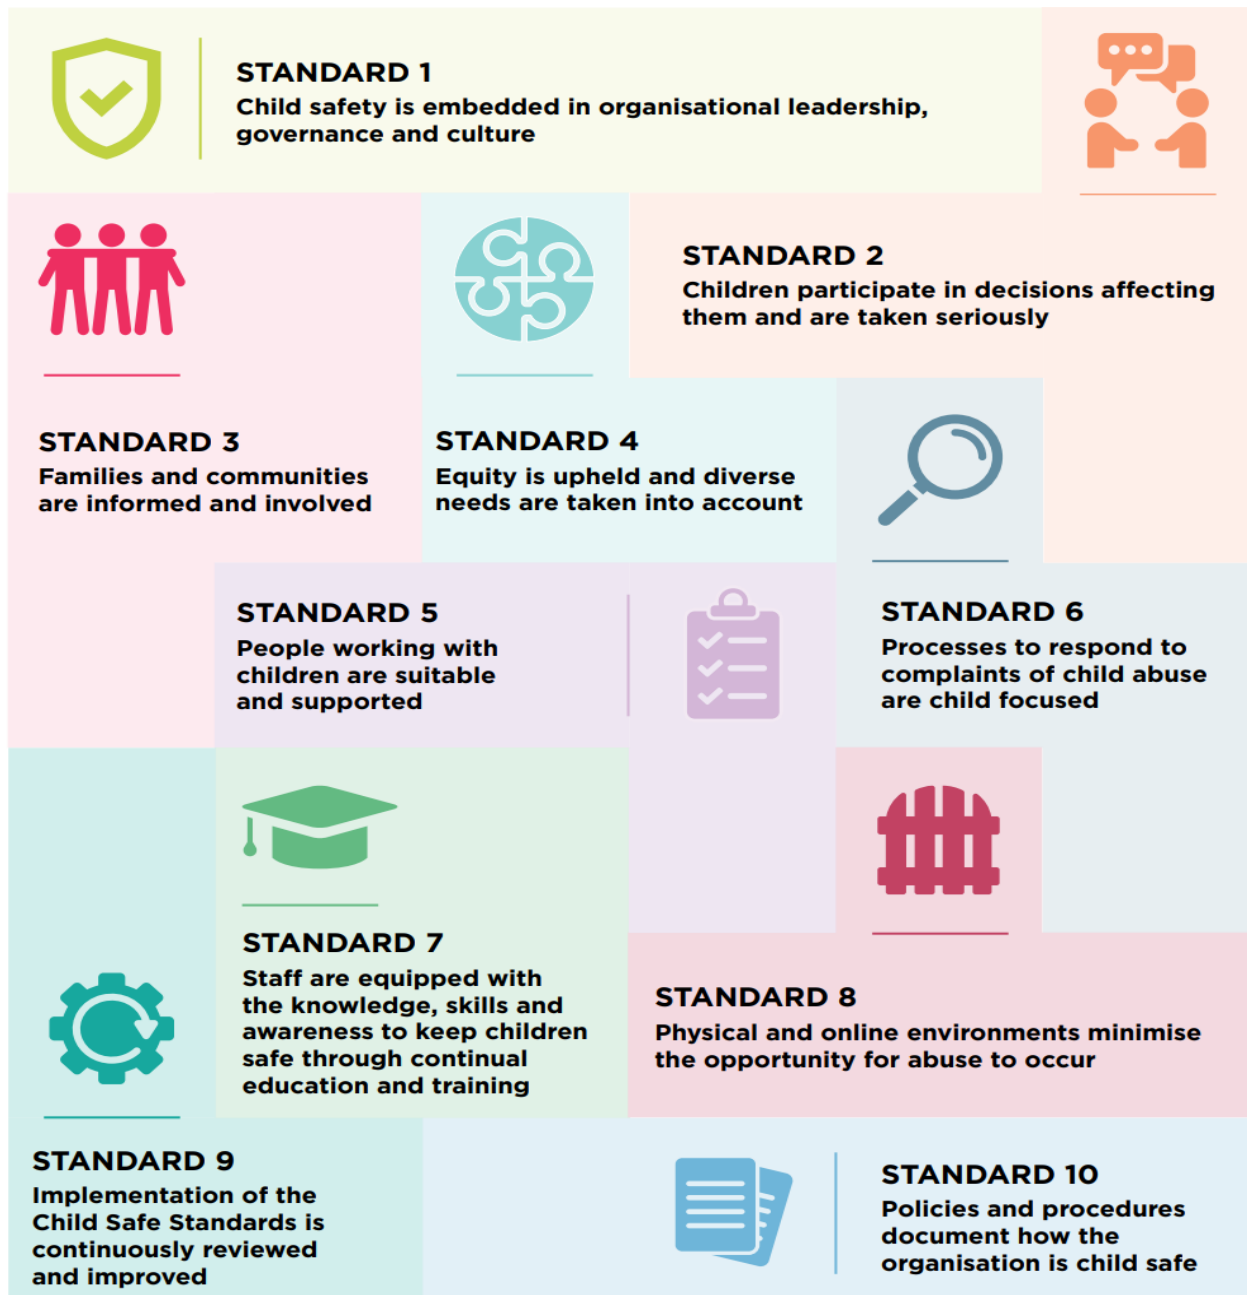 STANDARD 1
Child safety is embedded in organisational leadership,
governance and culture
STANDARD 2
Children participate in decisions affecting
them and are taken seriously
STANDARD 3
Families and communities
are informed and involved
STANDARD 4
Equity is upheld and diverse
needs are taken into account
STANDARD 5
People working with
children are suitable
and supported
STANDARD 6
Processes to respond to
complaints of child abuse
are child focused
STANDARD 7
Staff are equipped with
the knowledge, skills and
awareness to keep children
safe through continual
education and training
STANDARD 8
Physical and online environments minimise
the opportunity for abuse to occur
STANDARD 9
Implementation of the
Child Safe Standards is
continuously reviewed
and improved
STANDARD 10
Policies and procedures
document how the
organisation is child safe